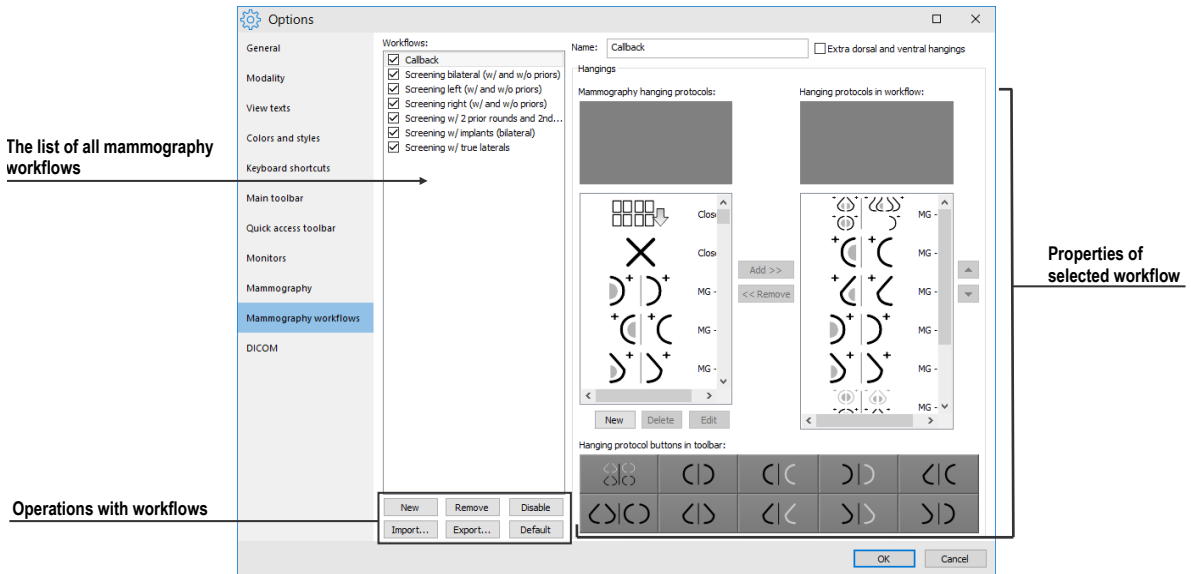 Options
General
Modality
View texts
Colors and styles
Keyboard shortcuts
Main toolbar
Quick access toolbar
Monitors
Mammography
Mammography workflows
DICOM
The list of all mammography
workflows
Operations with workflows
Workflows:
Callback
Screening bilateral (w/ and w/o priors)
Screening left (w/ and w/o priors)
Screening right (w/ and w/o priors)
Screening w/ 2 prior rounds and 2nd...
Screening w/ implants (bilateral)
Screening w/ true laterals
New Remove Disable
Import... Export... Default
Name: Callback Extra dorsal and ventral hangings
Hangings
Mammography hanging protocols:
Clos
Close
MG -
MG -
MG -
New Delete Edit
Add >>
<< Remove
Hanging protocols in workflow:
MG -
MG -
MG -
MG -
MG -
MG -
Hanging protocol buttons in toolbar:
OK Cancel
Properties of
selected workflow